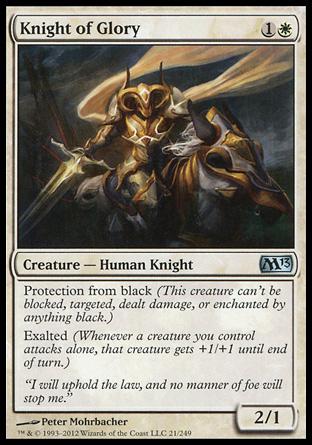 Knight of Glory 1
Creature — Human Knight M13
Protection from black (This creature can't be
blocked, targeted, dealt damage, or enchanted
by anything black.)
Exalted (Whenever a creature you control
attacks alone, that creature gets +1/+1 until end
of turn.)
"I will uphold the law, and no manner of foe will
stop me."
Peter Mohrbacher
™ & © 1993–2012 Wizards of the Coast LLC 21/249
2/1